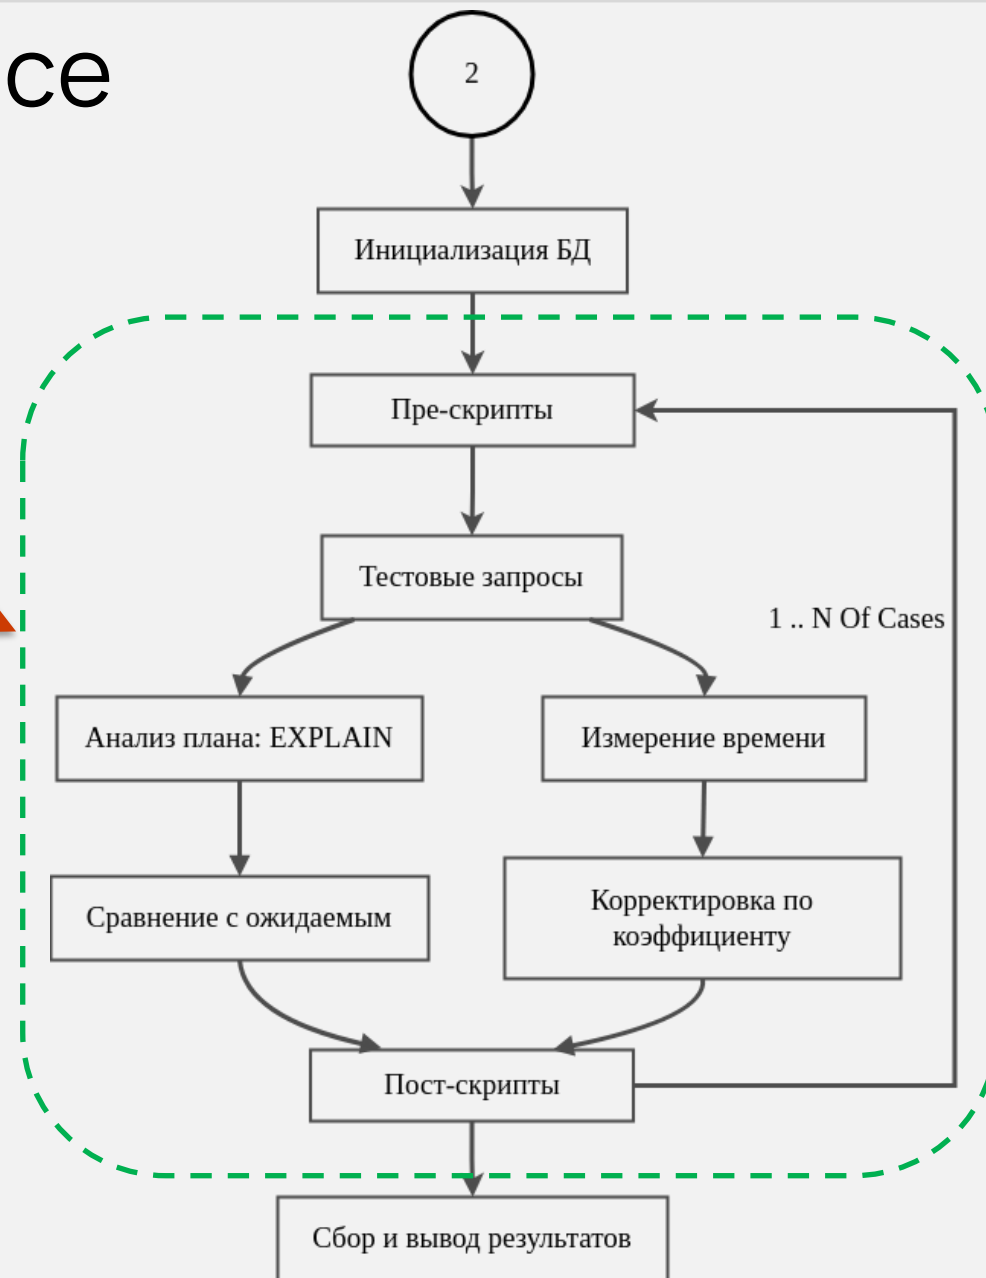 ce
2
Инициализация БД
Пре-скрипты
Тестовые запросы
1 .. N Of Cases
Анализ плана: EXPLAIN
Измерение времени
Сравнение с ожидаемым
Корректировка по
коэффициенту
Пост-скрипты
Сбор и вывод результатов